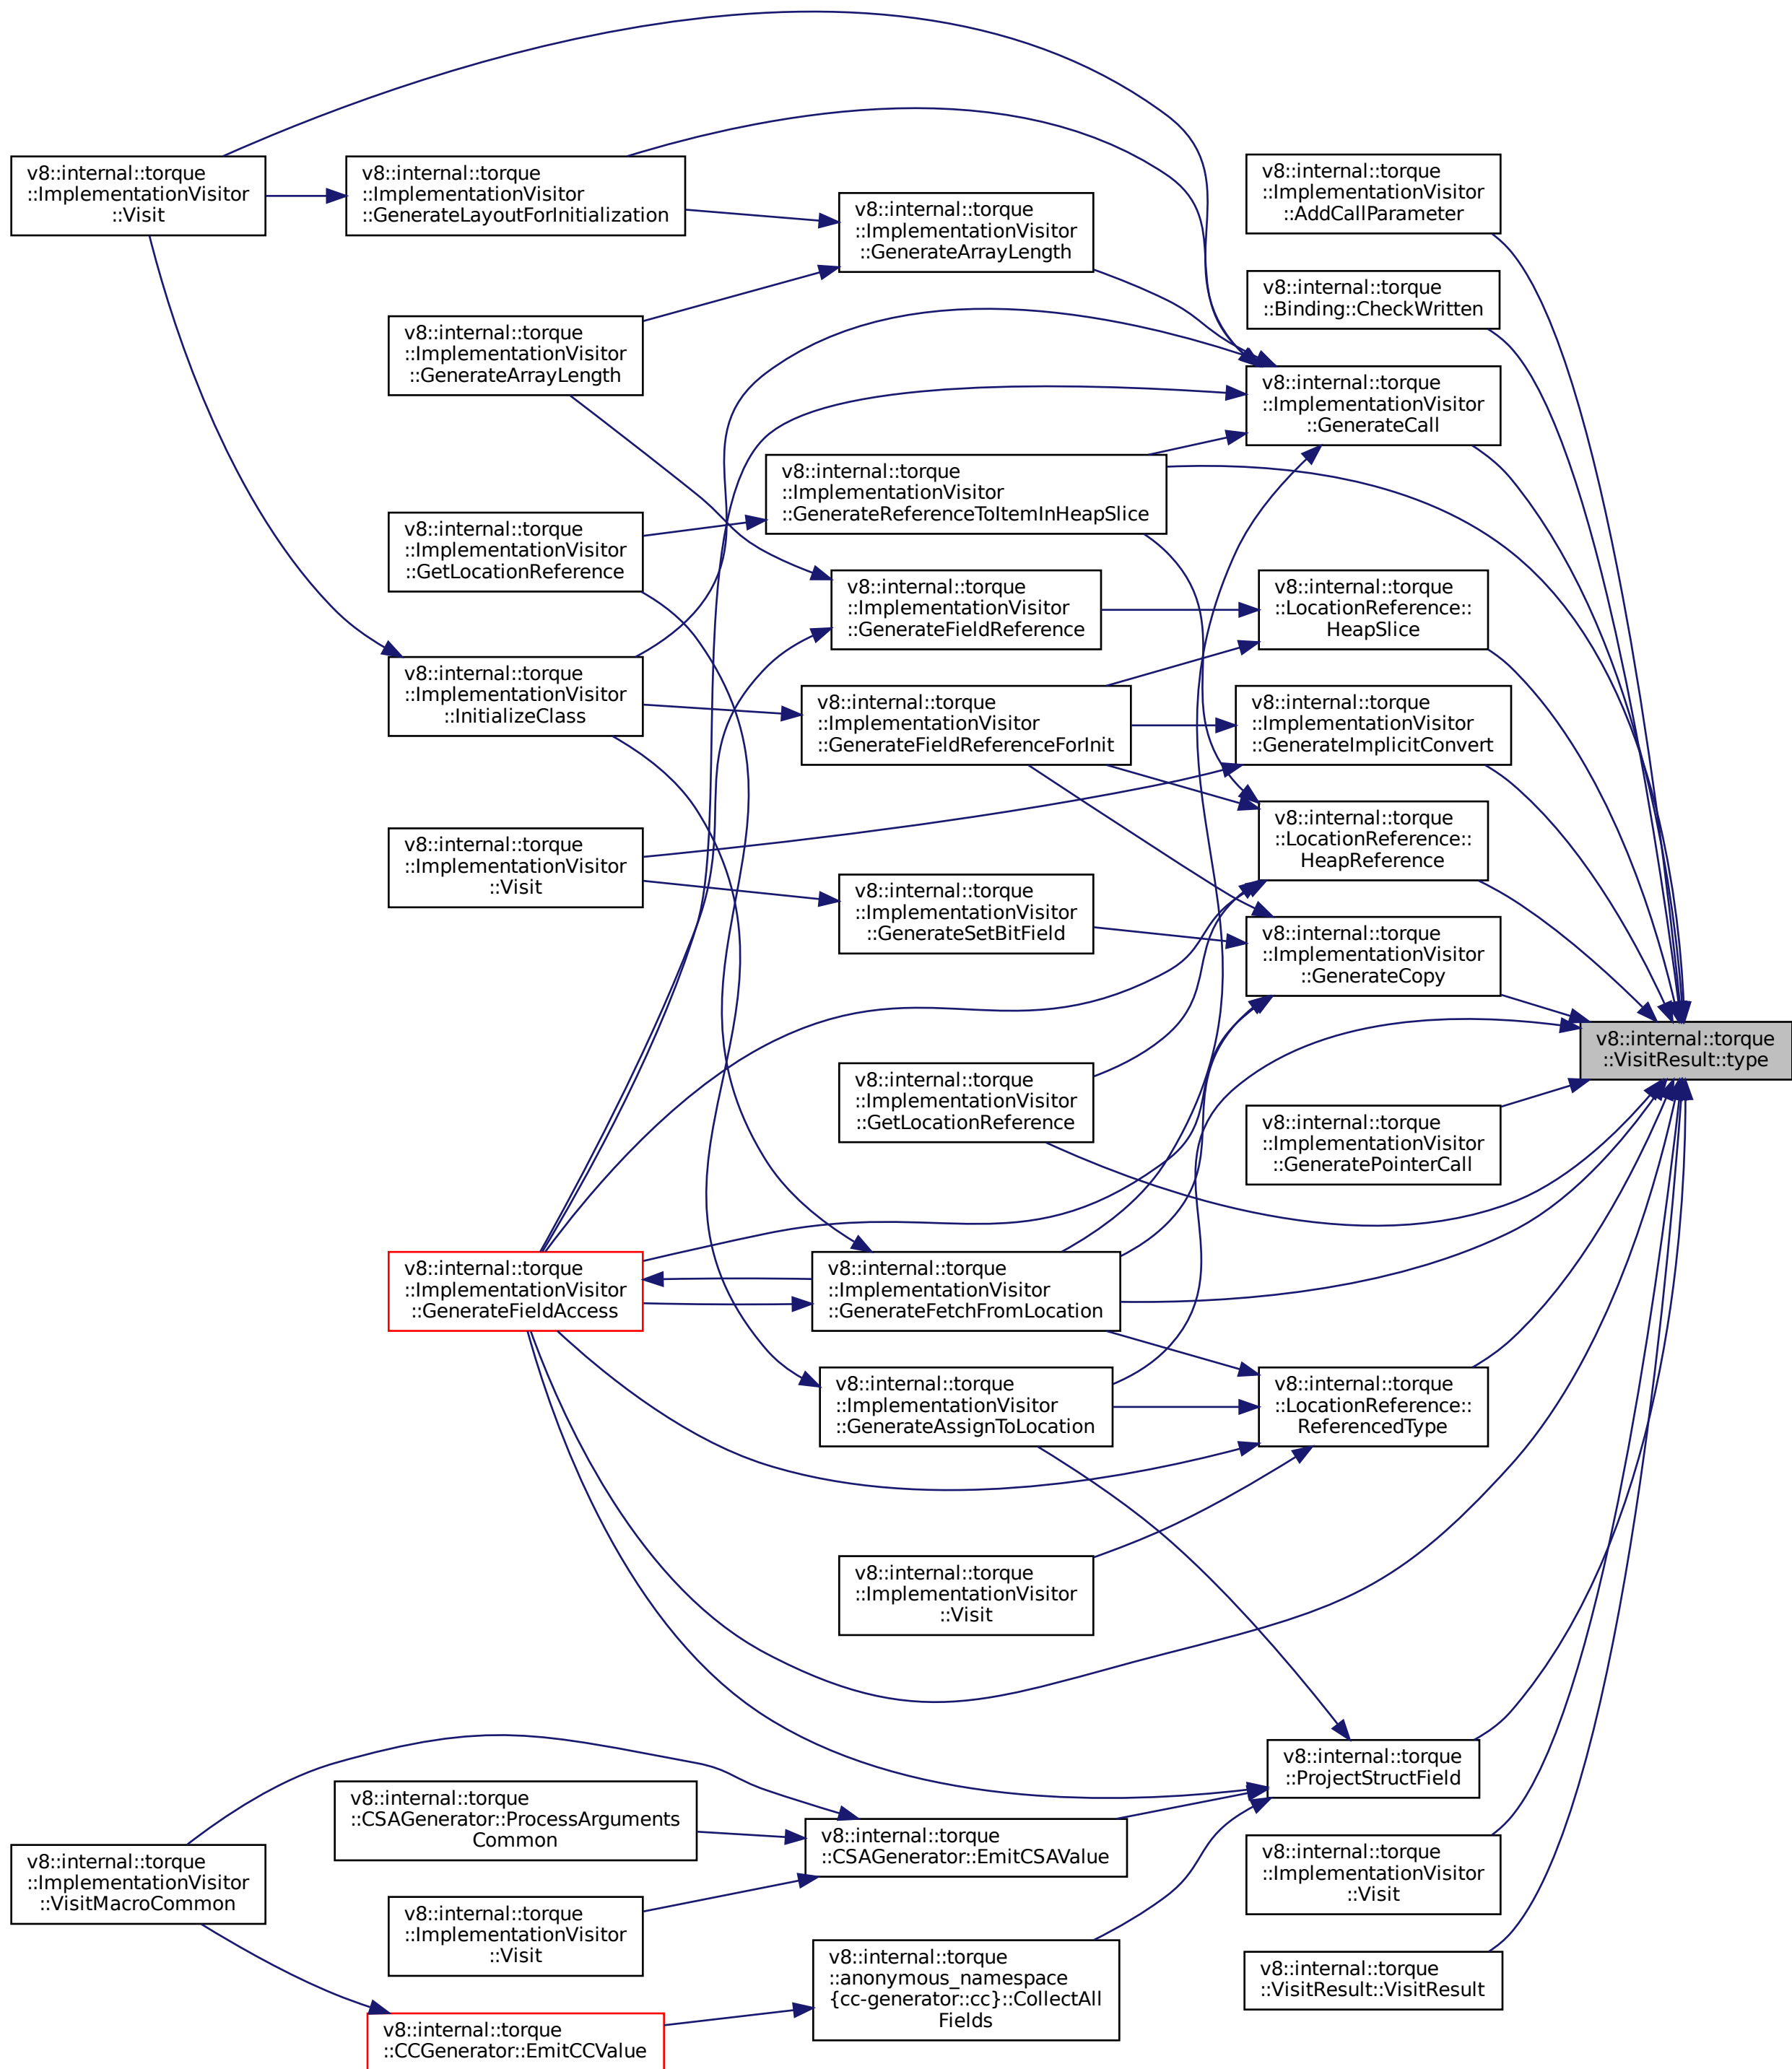 v8::internal::torque
::ImplementationVisitor
::Visit
v8::internal::torque
::ImplementationVisitor
::GenerateLayoutForInitialization
v8::internal::torque
::ImplementationVisitor
::GenerateArrayLength
v8::internal::torque
::ImplementationVisitor
::AddCallParameter
v8::internal::torque
::Binding::CheckWritten
v8::internal::torque
::ImplementationVisitor
::GenerateArrayLength
v8::internal::torque
::ImplementationVisitor
::GenerateCall
v8::internal::torque
::ImplementationVisitor
::GenerateReferenceToItemInHeapSlice
v8::internal::torque
::ImplementationVisitor
::GetLocationReference
v8::internal::torque
::ImplementationVisitor
::GenerateFieldReference
v8::internal::torque
::LocationReference::
HeapSlice
v8::internal::torque
::ImplementationVisitor
::InitializeClass
v8::internal::torque
::ImplementationVisitor
::GenerateFieldReferenceForInit
v8::internal::torque
::ImplementationVisitor
::GenerateImplicitConvert
v8::internal::torque
::LocationReference::
HeapReference
v8::internal::torque
::ImplementationVisitor
::Visit
v8::internal::torque
::ImplementationVisitor
::GenerateSetBitField
v8::internal::torque
::ImplementationVisitor
::GenerateCopy
v8::internal::torque
::VisitResult::type
v8::internal::torque
::ImplementationVisitor
::GetLocationReference
v8::internal::torque
::ImplementationVisitor
::GeneratePointerCall
v8::internal::torque
::ImplementationVisitor
::GenerateFieldAccess
v8::internal::torque
::ImplementationVisitor
::GenerateFetchFromLocation
v8::internal::torque
::ImplementationVisitor
::GenerateAssignToLocation
v8::internal::torque
::LocationReference::
ReferencedType
v8::internal::torque
::ImplementationVisitor
::Visit
v8::internal::torque
::ProjectStructField
v8::internal::torque
::CSAGenerator::ProcessArguments
Common
v8::internal::torque
::CSAGenerator::EmitCSAValue
v8::internal::torque
::ImplementationVisitor
::VisitMacroCommon
v8::internal::torque
::ImplementationVisitor
::Visit
v8::internal::torque
::ImplementationVisitor
::Visit
v8::internal::torque
::anonymous_namespace
{cc-generator::cc}::CollectAll
Fields
v8::internal::torque
::VisitResult::VisitResult
v8::internal::torque
::CCGenerator::EmitCCValue